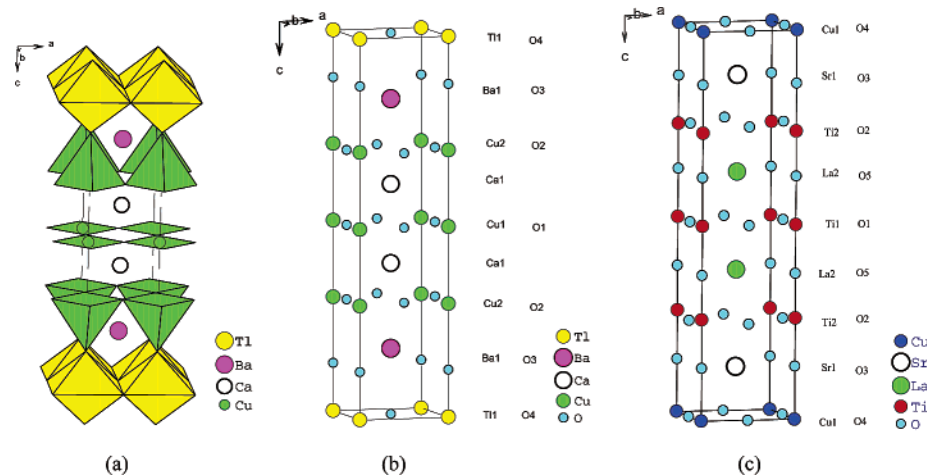 a
b
c
Tl
Ba
Ca
Cu
(a)
a
b
c
Tl1 O4
Ba1 O3
Cu2 O2
Ca1
Cu1 O1
Ca1
Cu2 O2
Ba1 O3
Tl1 O4
Tl
Ba
Ca
Cu
O
(b)
a
b
c
Cu1 O4
Sr1 O3
Ti2 O2
La2 O5
Ti1 O1
La2 O5
Ti2 O2
Sr1 O3
Cu1 O4
Cu
Sr
La
Ti
O
(c)